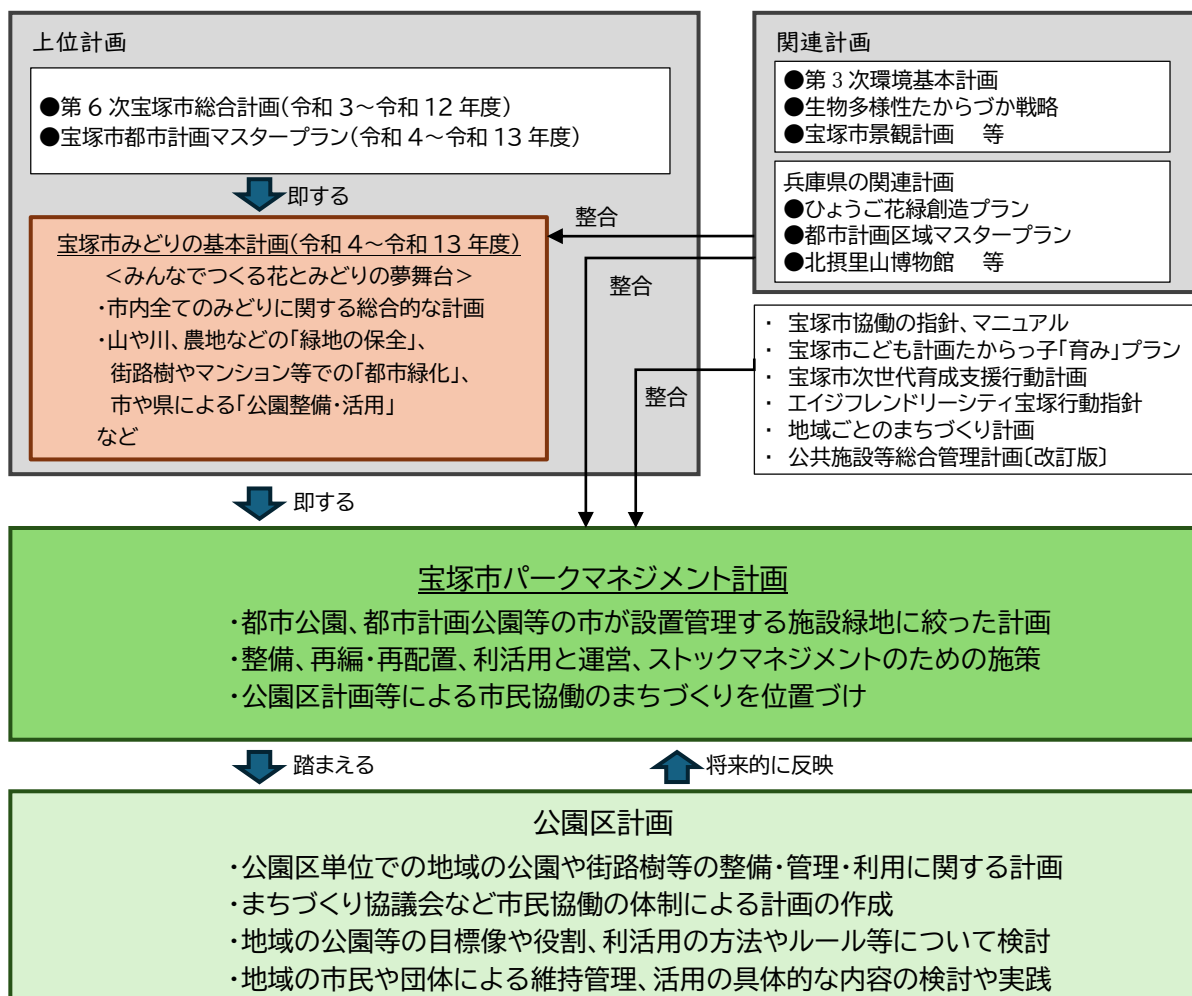 上位計画
●第6次宝塚市総合計画(令和3～令和12年度)
●宝塚市都市計画マスタープラン(令和4～令和13年度)
即する
宝塚市みどりの基本計画(令和4～令和13年度)
＜みんなでつくる花とみどりの夢舞台＞
・市内全てのみどりに関する総合的な計画
・山や川、農地などの「緑地の保全」、
街路樹やマンション等での「都市緑化」、
市や県による「公園整備・活用」
など
関連計画
●第3次環境基本計画
●生物多様性たからづか戦略
●宝塚市景観計画　等
兵庫県の関連計画
●ひょうご花緑創造プラン
●都市計画区域マスタープラン
●北摂里山博物館　等
整合
整合
整合
・ 宝塚市協働の指針、マニュアル
・ 宝塚市こども計画たからっ子「育み」プラン
・ 宝塚市次世代育成支援行動計画
・ エイジフレンドリーシティ宝塚行動指針
・ 地域ごとのまちづくり計画
・ 公共施設等総合管理計画〔改訂版〕
即する
宝塚市パークマネジメント計画
・都市公園、都市計画公園等の市が設置管理する施設緑地に絞った計画
・整備、再編・再配置、利活用と運営、ストックマネジメントのための施策
・公園区計画等による市民協働のまちづくりを位置づけ
踏まえる
将来的に反映
公園区計画
・公園区単位での地域の公園や街路樹等の整備・管理・利用に関する計画
・まちづくり協議会など市民協働の体制による計画の作成
・地域の公園等の目標像や役割、利活用の方法やルール等について検討
・地域の市民や団体による維持管理、活用の具体的な内容の検討や実践